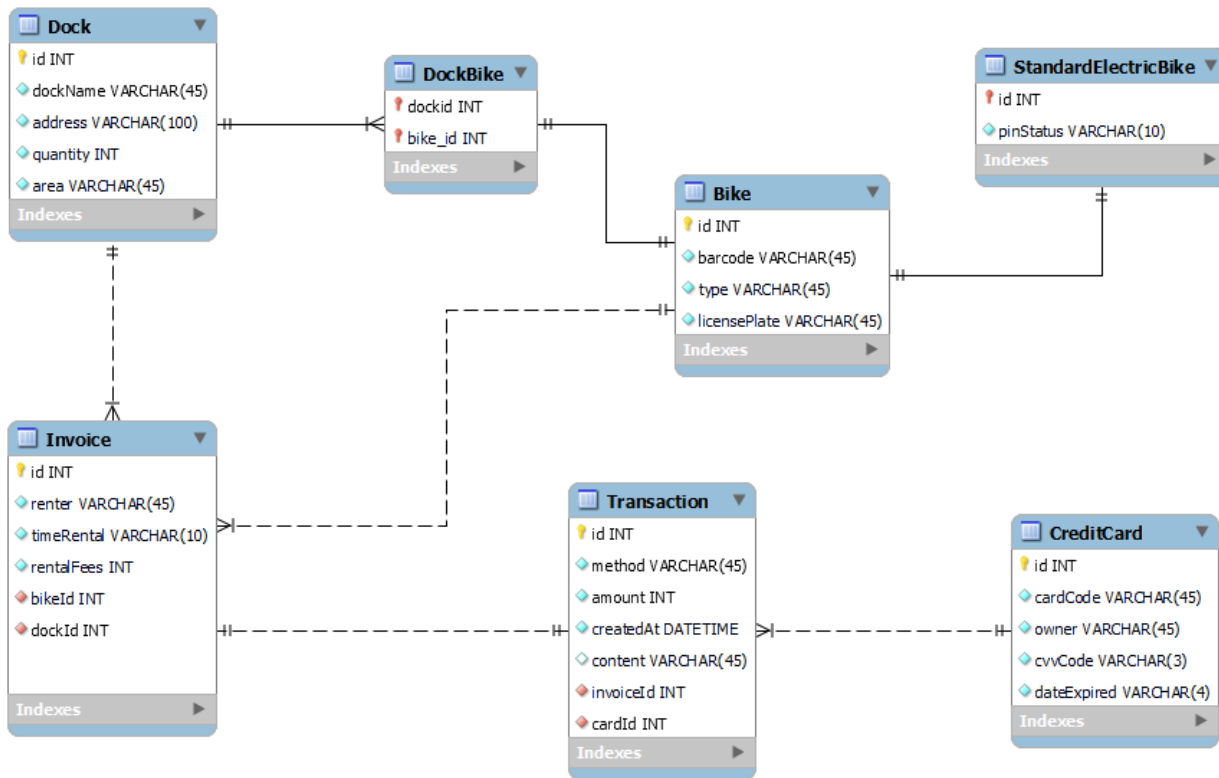 Dock
id INT
dockName VARCHAR(45)
address VARCHAR(100)
quantity INT
area VARCHAR(45)
Indexes
DockBike
dockid INT
bike_id INT
Indexes
StandardElectricBike
id INT
pinStatus VARCHAR(10)
Indexes
Bike
id INT
barcode VARCHAR(45)
type VARCHAR(45)
licensePlate VARCHAR(45)
Indexes
Invoice
id INT
renter VARCHAR(45)
timeRental VARCHAR(10)
rentalFees INT
bikeId INT
dockId INT
Indexes
Transaction
id INT
method VARCHAR(45)
amount INT
createdAt DATETIME
content VARCHAR(45)
invoiceId INT
cardId INT
Indexes
CreditCard
id INT
cardCode VARCHAR(45)
owner VARCHAR(45)
cvvCode VARCHAR(3)
dateExpired VARCHAR(4)
Indexes